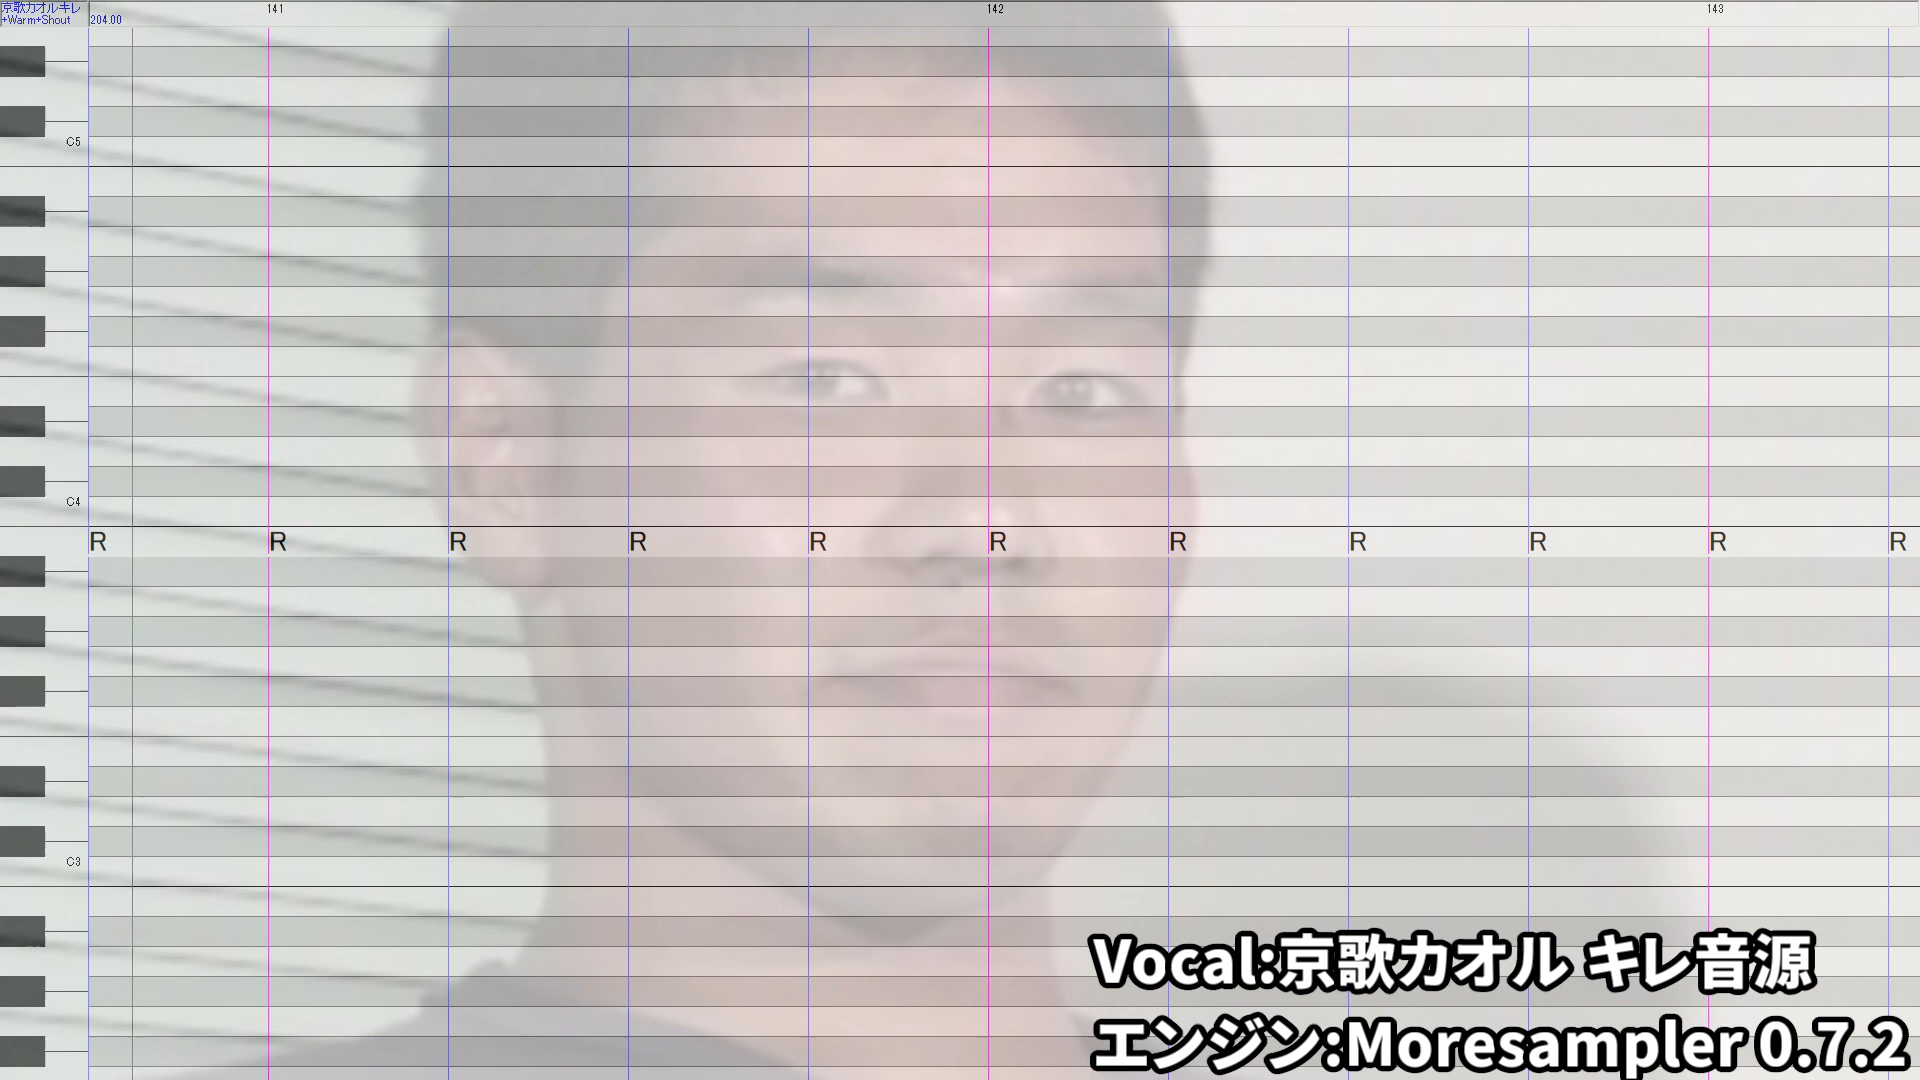 京歌カオルキレ
+Warm+Shout
204.00
141
142
143
C5
C4
R R R R R R R R R R R
C3
Vocal:京歌カオル キレ音源
エンジン:Moresampler 0.7.2